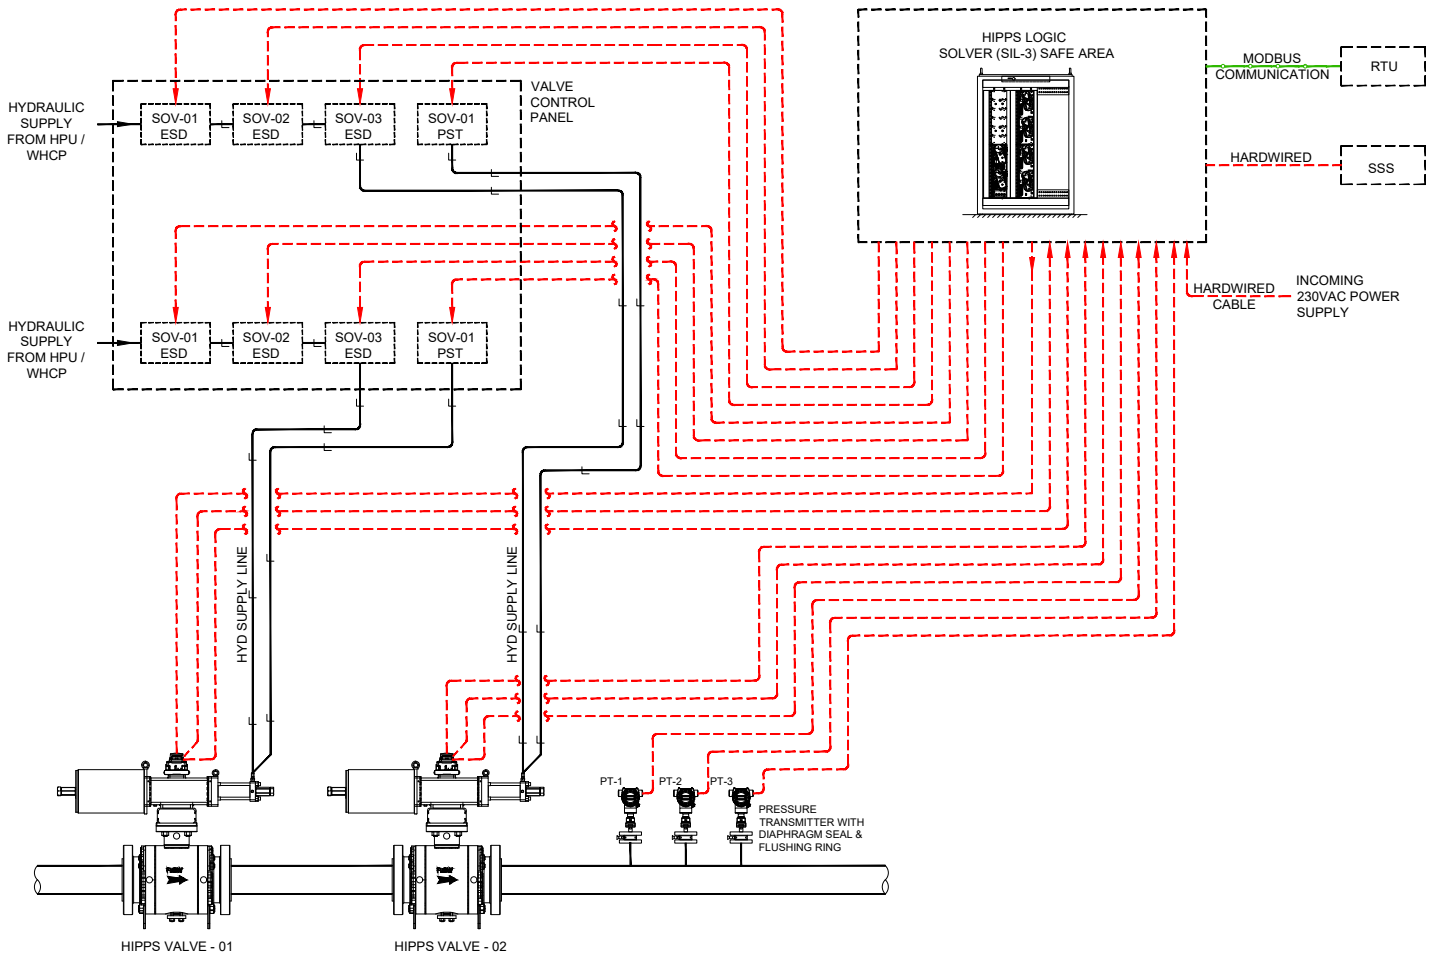 HIPPS LOGIC
SOLVER (SIL-3) SAFE AREA
MODBUS
COMMUNICATION
RTU
HARDWIRED
SSS
HARDWIRED
CABLE
INCOMING
230VAC POWER
SUPPLY
VALVE
CONTROL
PANEL
HYDRAULIC
SUPPLY
FROM HPU /
WHCP
SOV-01
ESD
SOV-02
ESD
SOV-03
ESD
SOV-01
PST
HYDRAULIC
SUPPLY
FROM HPU /
WHCP
SOV-01
ESD
SOV-02
ESD
SOV-03
ESD
SOV-01
PST
HYD SUPPLY LINE
HYD SUPPLY LINE
PT-1
PT-2
PT-3
PRESSURE
TRANSMITTER WITH
DIAPHRAGM SEAL &
FLUSHING RING
HIPPS VALVE - 01
HIPPS VALVE - 02